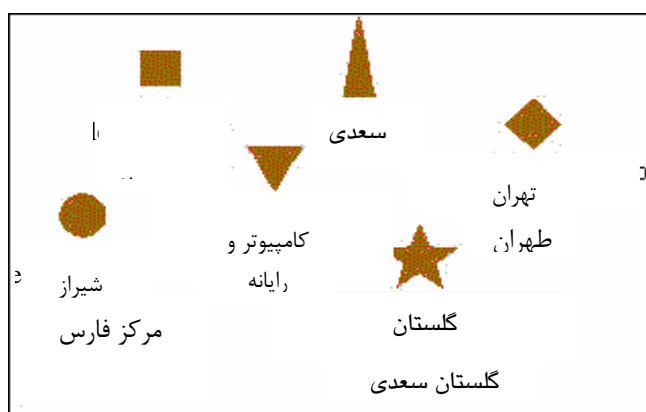 سعدی
تهران
طهران
کامپیوتر و
رایانه
شیراز
مرکز فارس
گلستان
گلستان سعدی